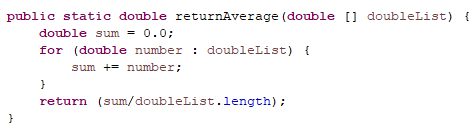 public static double returnAverage(double [] doubleList) {
    double sum = 0.0;
    for (double number : doubleList) {
        sum += number;
    }
    return (sum/doubleList.length);
}